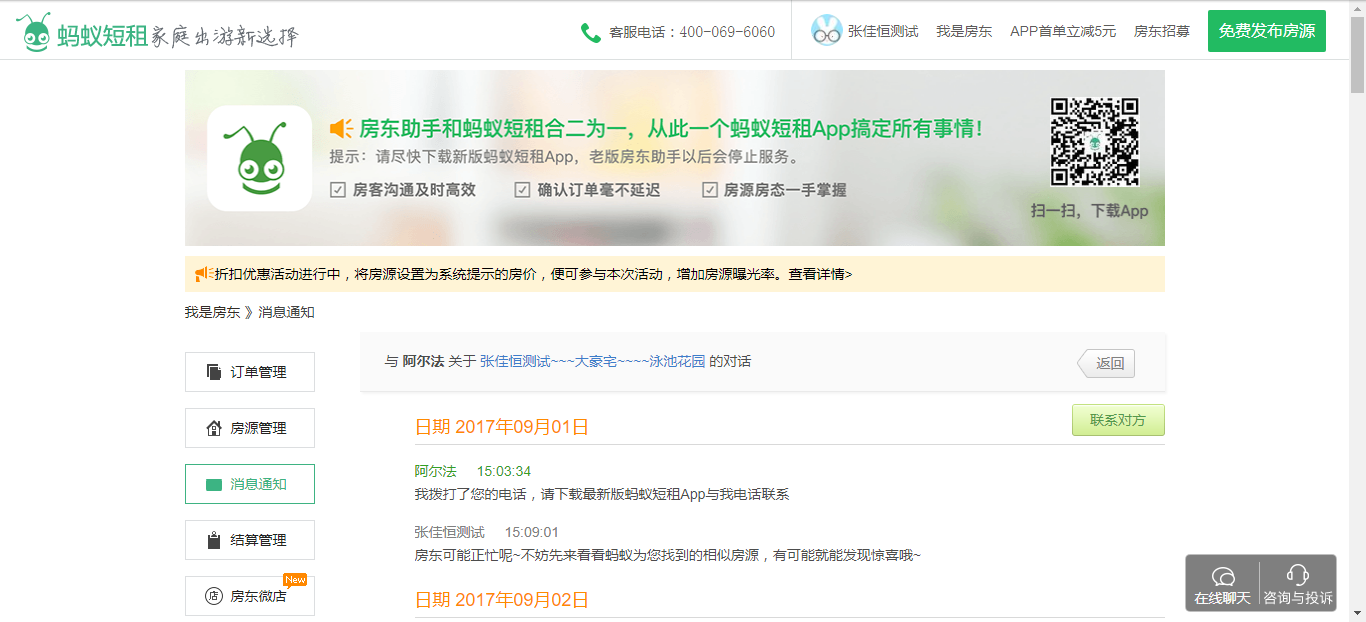 蚂蚁短租 家庭出游新选择
客服电话：400-069-6060
张佳恒测试
我是房东
APP首单立减5元
房东招募
免费发布房源
房东助手和蚂蚁短租合二为一，从此一个蚂蚁短租App搞定所有事情！
提示：请尽快下载新版蚂蚁短租App，老版房东助手以后会停止服务。
房客沟通及时高效
确认订单毫不延迟
房源房态一手掌握
扫一扫，下载App
折扣优惠活动进行中，将房源设置为系统提示的房价，便可参与本次活动，增加房源曝光率。查看详情>
我是房东 》消息通知
订单管理
房源管理
消息通知
结算管理
房东微店
New
店
与 阿尔法 关于 张佳恒测试~~~大豪宅~~~~泳池花园 的对话
返回
日期 2017年09月01日
联系对方
阿尔法 15:03:34
我拨打了您的电话，请下载最新版蚂蚁短租App与我电话联系
张佳恒测试 15:09:01
房东可能正忙呢~不妨先来看看蚂蚁为您找到的相似房源，有可能就能发现惊喜哦~
日期 2017年09月02日
在线聊天
咨询与投诉